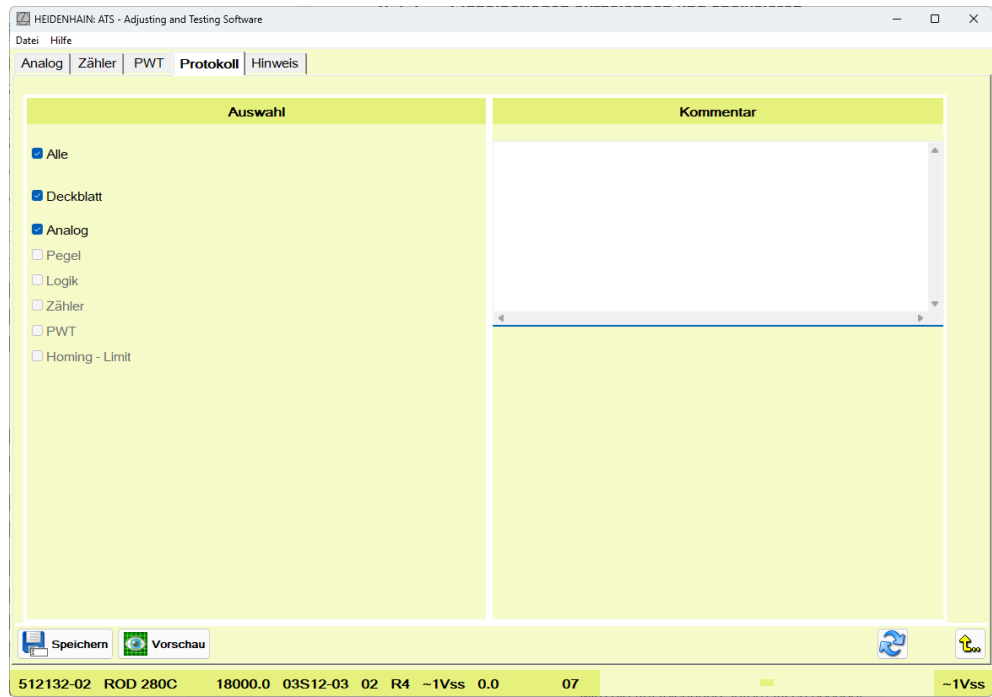 HEIDENHAIN: ATS - Adjusting and Testing Software
Datei Hilfe
Analog Zähler PWT Protokoll Hinweis
Auswahl
Kommentar
Alle
Deckblatt
Analog
Pegel
Logik
Zähler
PWT
Homing - Limit
Speichern Vorschau
512132-02 ROD 280C 18000.0 03S12-03 02 R4 ~1Vss 0.0 07 ~1Vss